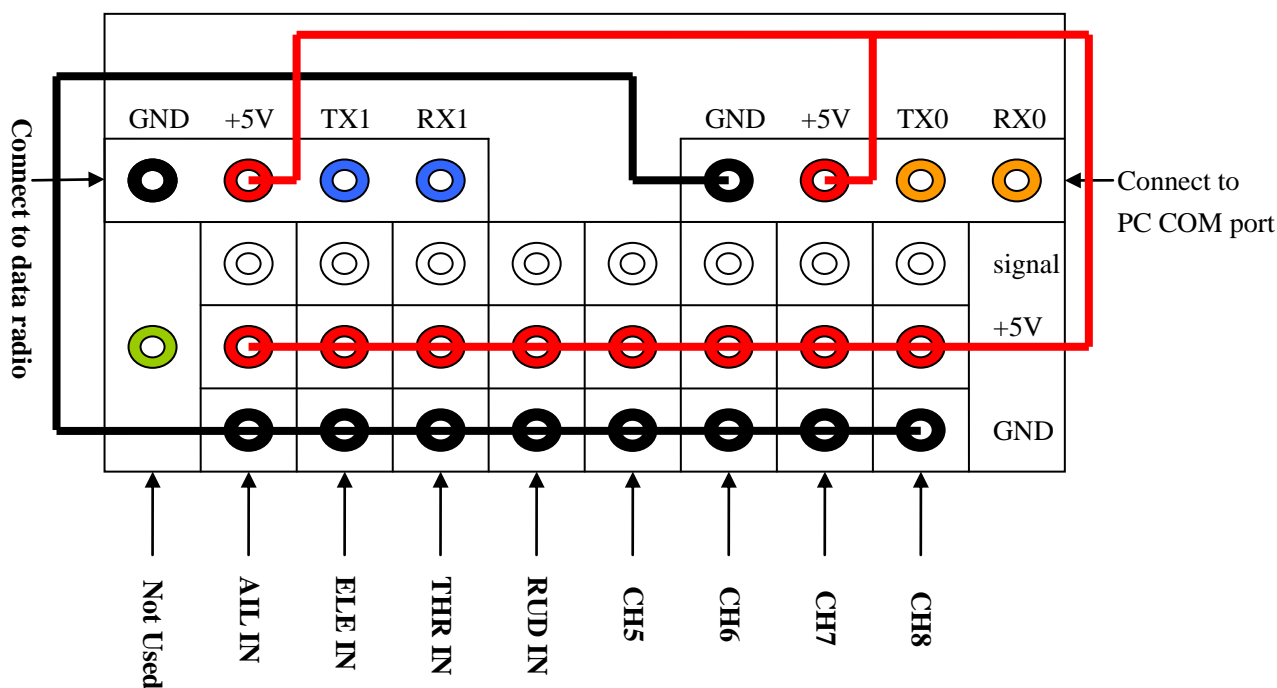 GND +5V TX1 RX1 GND +5V TX0 RX0
Connect to data radio
Connect to
PC COM port
signal
+5V
GND
Not Used
AIL IN
ELE IN
THR IN
RUD IN
CH5
CH6
CH7
CH8